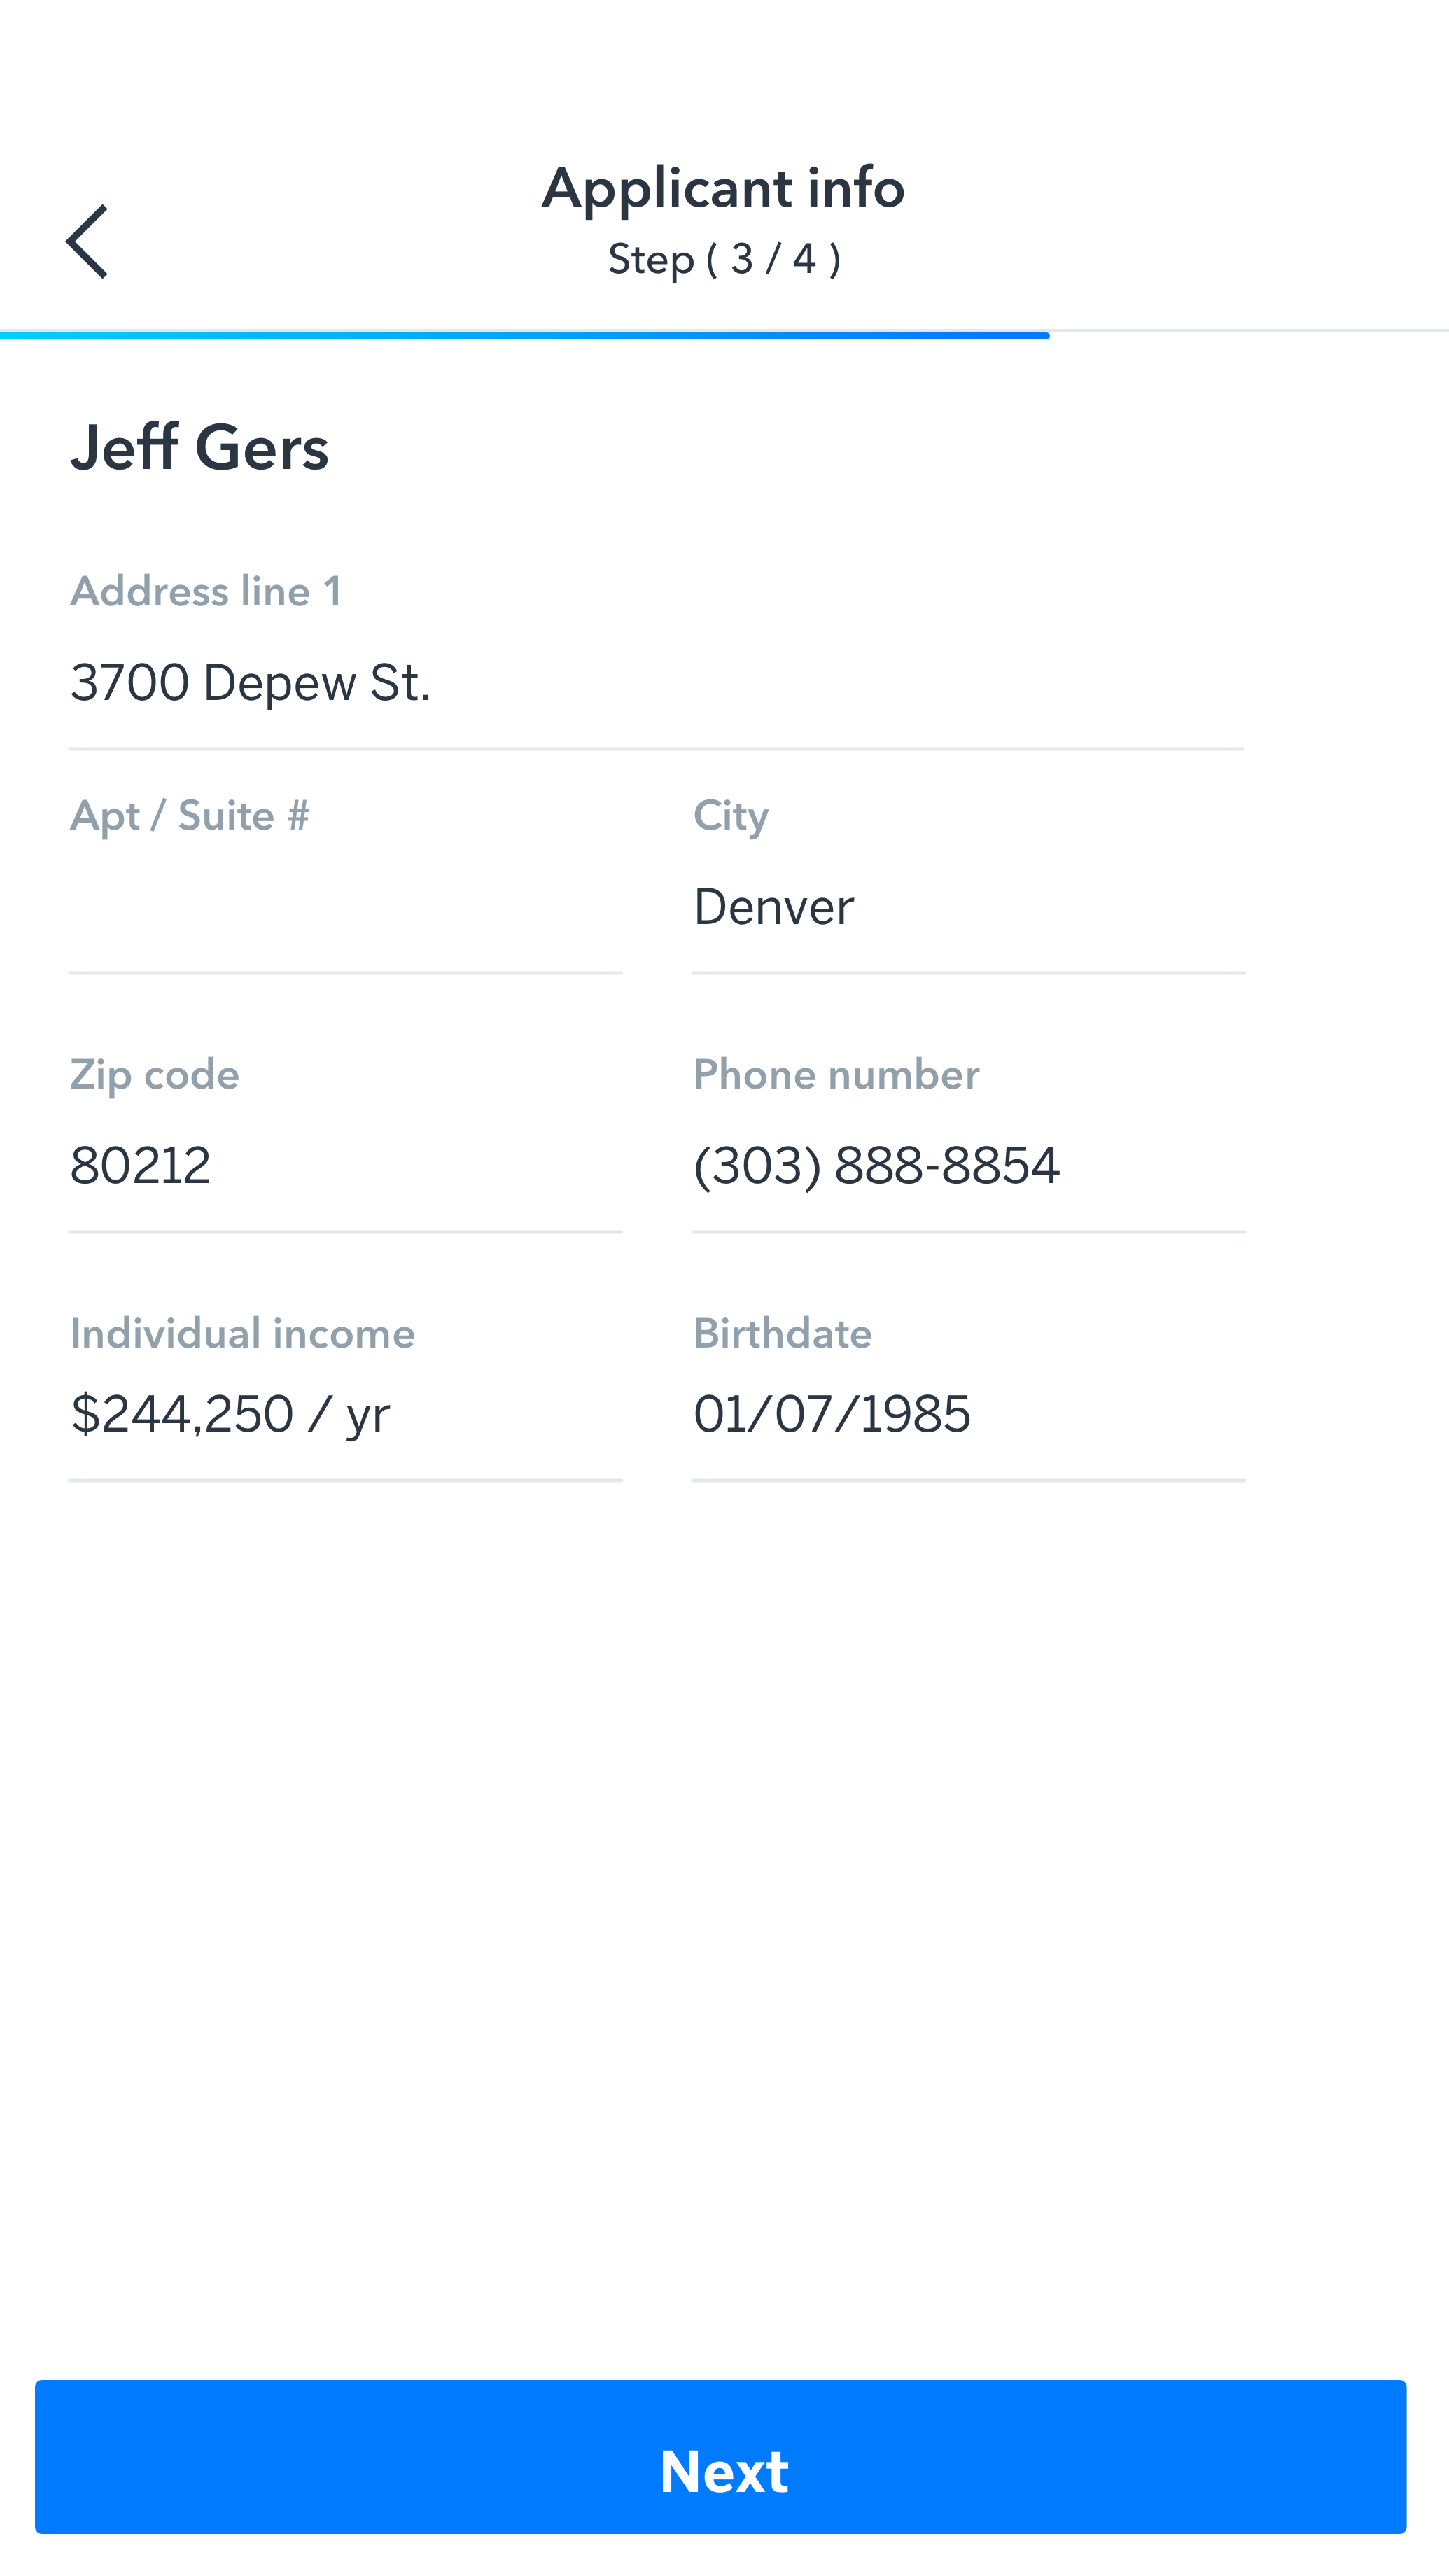 Applicant info
Step ( 3 / 4 )
Jeff Gers
Address line 1
3700 Depew St.
Apt / Suite #
City
Denver
Zip code
Phone number
80212
(303) 888-8854
Individual income
Birthdate
$244,250 / yr
01/07/1985
Next